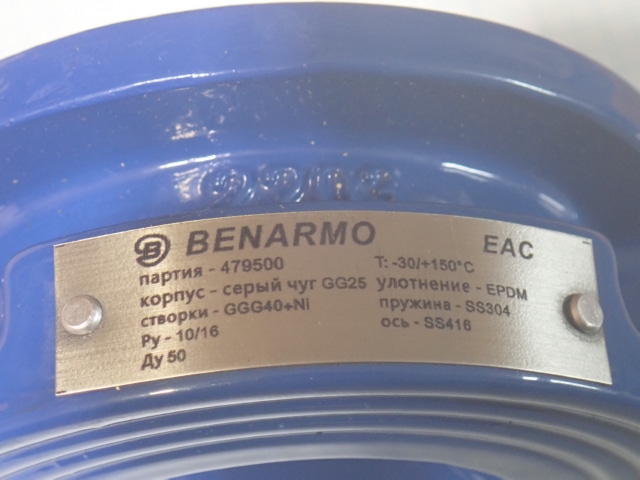 BENARMO
EAC
партия - 479500
T: -30/+150°C
корпус - серый чуг GG25
уплотнение - EPDM
створки - GGG40+Ni
пружина - SS304
Ру - 10/16
ось - SS416
Ду 50